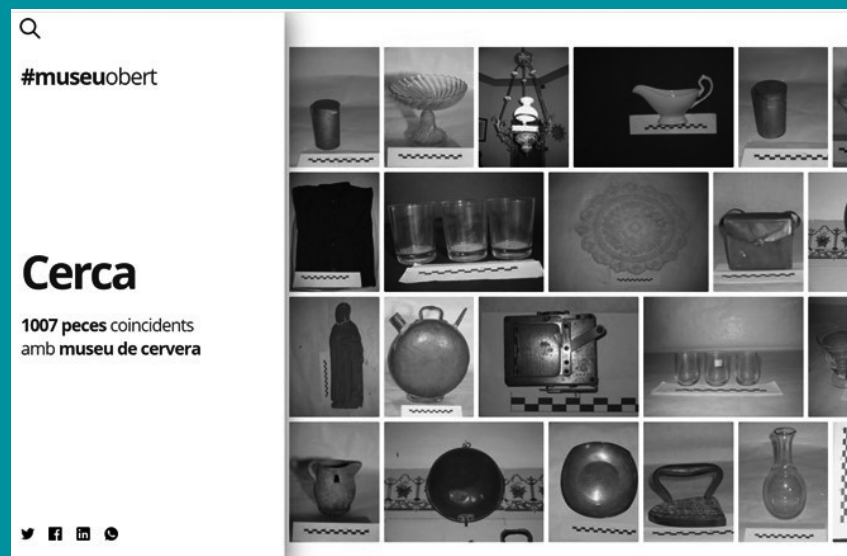 #museuobert
Cerca
1007 peces coincidents
amb museu de cervera